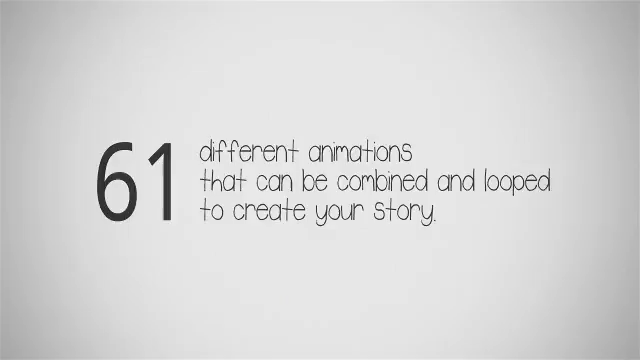 61 different animations
that can be combined and looped
to create your story.